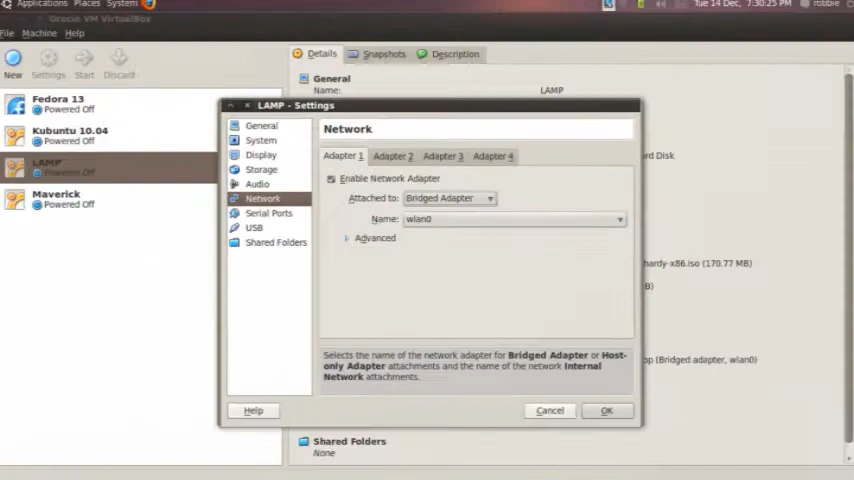 Applications Places System
Tue 14 Dec, 7:30:25 PM robbie
Oracle VM VirtualBox
File Machine Help
New Settings Start Discard
Details Snapshots Description
Fedora 13
Powered Off
Kubuntu 10.04
Powered Off
LAMP
Powered Off
Maverick
Powered Off
General
Name: LAMP
LAMP - Settings
General
System
Display
Storage
Audio
Network
Serial Ports
USB
Shared Folders
Network
Adapter 1 Adapter 2 Adapter 3 Adapter 4
Enable Network Adapter
Attached to: Bridged Adapter
Name: wlan0
Advanced
Selects the name of the network adapter for Bridged Adapter or Host-
only Adapter attachments and the name of the network Internal
Network attachments.
Help Cancel OK
rd Disk
hardy-x86.iso (170.77 MB)
B)
op (Bridged adapter, wlan0)
Shared Folders
None